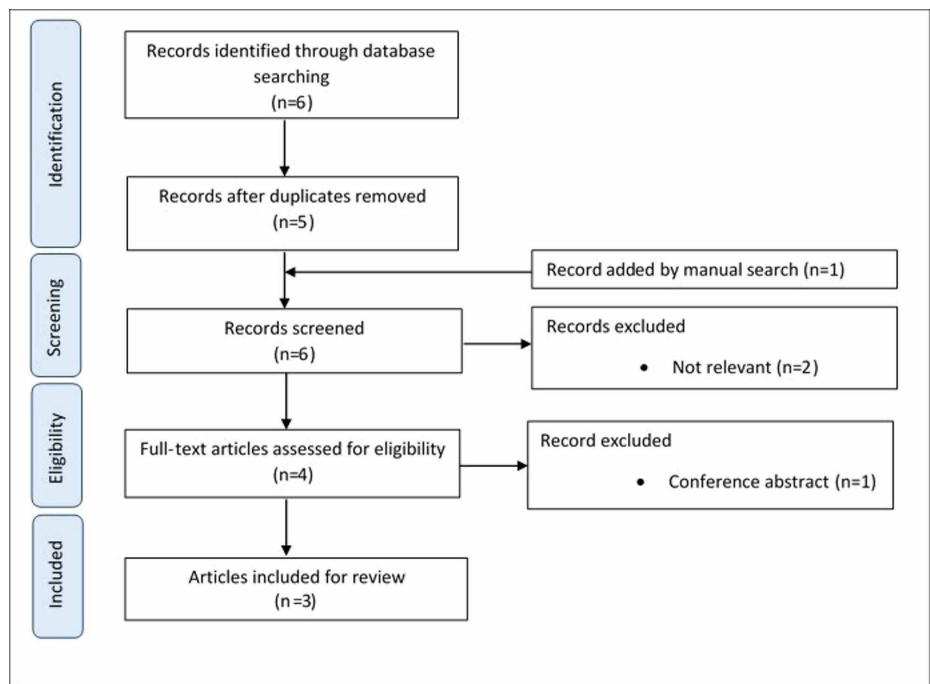 Identification
Records identified through database
searching
(n=6)
Records after duplicates removed
(n=5)
Screening
Record added by manual search (n=1)
Records screened
(n=6)
Records excluded
• Not relevant (n=2)
Eligibility
Full-text articles assessed for eligibility
(n=4)
Record excluded
• Conference abstract (n=1)
Included
Articles included for review
(n=3)